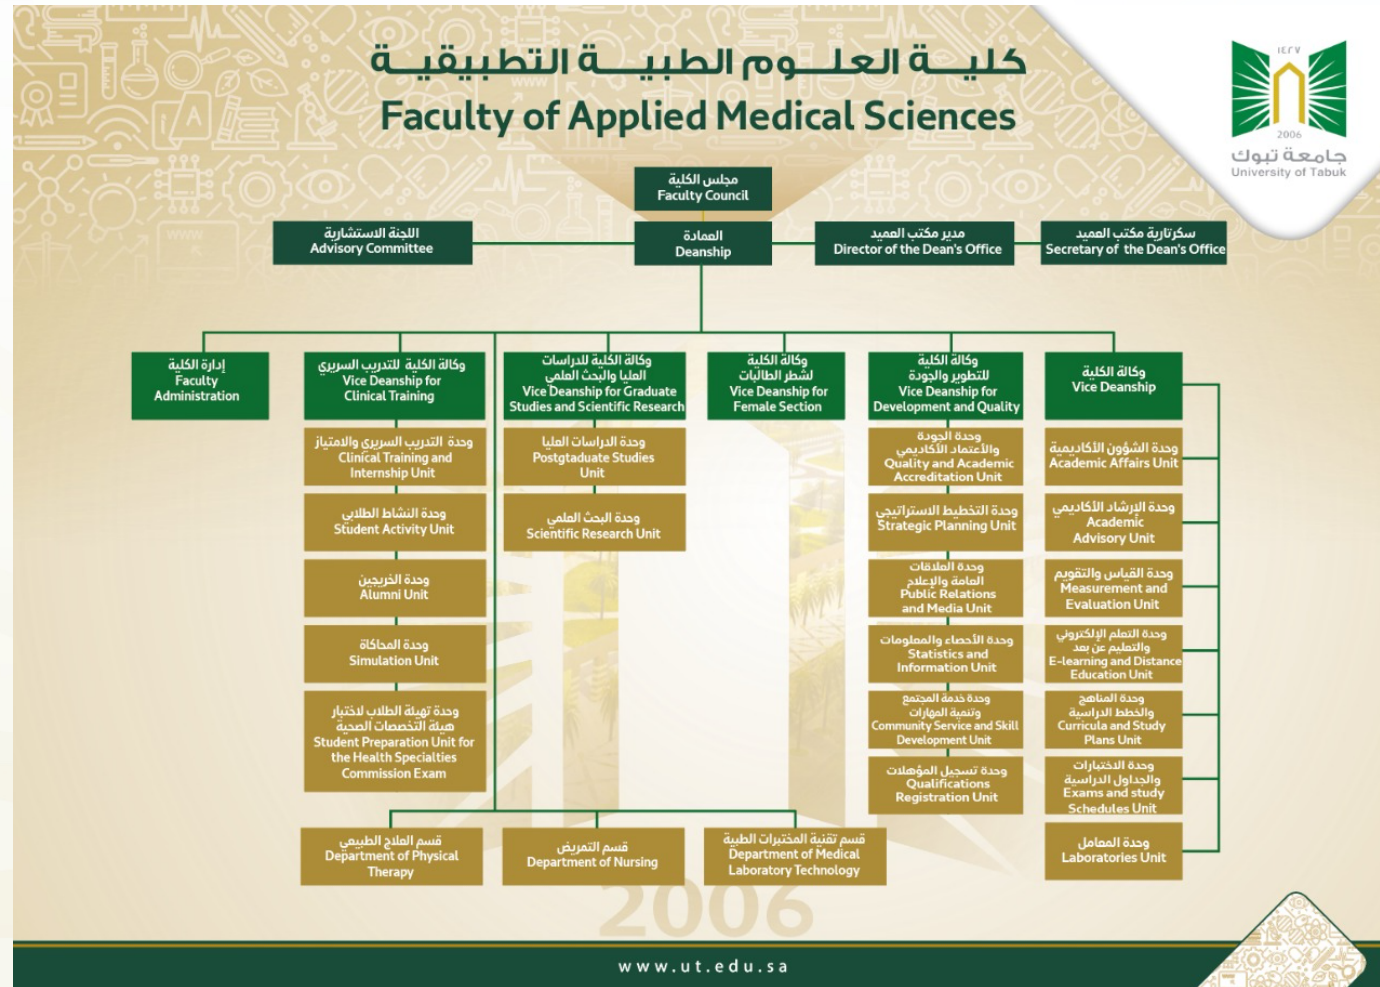 كلية العلوم الطبية التطبيقية
Faculty of Applied Medical Sciences
١٤٢٧
2006
جامعة تبوك
University of Tabuk
مجلس الكلية
Faculty Council
اللجنة الاستشارية
Advisory Committee
العمادة
Deanship
مدير مكتب العميد
Director of the Dean's Office
سكرتارية مكتب العميد
Secretary of the Dean's Office
إدارة الكلية
Faculty
Administration
وكالة الكلية للتدريب السريري
Vice Deanship for
Clinical Training
وكالة الكلية للدراسات
العليا والبحث العلمي
Vice Deanship for Graduate
Studies and Scientific Research
وكالة الكلية
لشطر الطالبات
Vice Deanship for
Female Section
وكالة الكلية
للتطوير والجودة
Vice Deanship for
Development and Quality
وكالة الكلية
Vice Deanship
وحدة التدريب السريري والامتياز
Clinical Training and
Internship Unit
وحدة النشاط الطلابي
Student Activity Unit
وحدة الخريجين
Alumni Unit
وحدة المحاكاة
Simulation Unit
وحدة تهيئة الطلاب لاختبار
هيئة التخصصات الصحية
Student Preparation Unit for
the Health Specialties
Commission Exam
وحدة الدراسات العليا
Postgtaduate Studies
Unit
وحدة البحث العلمي
Scientific Research Unit
وحدة الجودة
والأعتماد الأكاديمي
Quality and Academic
Accreditation Unit
وحدة التخطيط الاستراتيجي
Strategic Planning Unit
وحدة العلاقات
العامة والإعلام
Public Relations
and Media Unit
وحدة الأحصاء والمعلومات
Statistics and
Information Unit
وحدة خدمة المجتمع
وتنمية المهارات
Community Service and Skill
Development Unit
وحدة تسجيل المؤهلات
Qualifications
Registration Unit
وحدة الشؤون الأكاديمية
Academic Affairs Unit
وحدة الإرشاد الأكاديمي
Academic
Advisory Unit
وحدة القياس والتقويم
Measurement and
Evaluation Unit
وحدة التعلم الإلكتروني
والتعليم عن بعد
E-learning and Distance
Education Unit
وحدة المناهج
والخطط الدراسية
Curricula and Study
Plans Unit
وحدة الاختبارات
والجداول الدراسية
Exams and study
Schedules Unit
وحدة المعامل
Laboratories Unit
قسم العلاج الطبيعي
Department of Physical
Therapy
قسم التمريض
Department of Nursing
قسم تقنية المختبرات الطبية
Department of Medical
Laboratory Technology
2006
www.ut.edu.sa